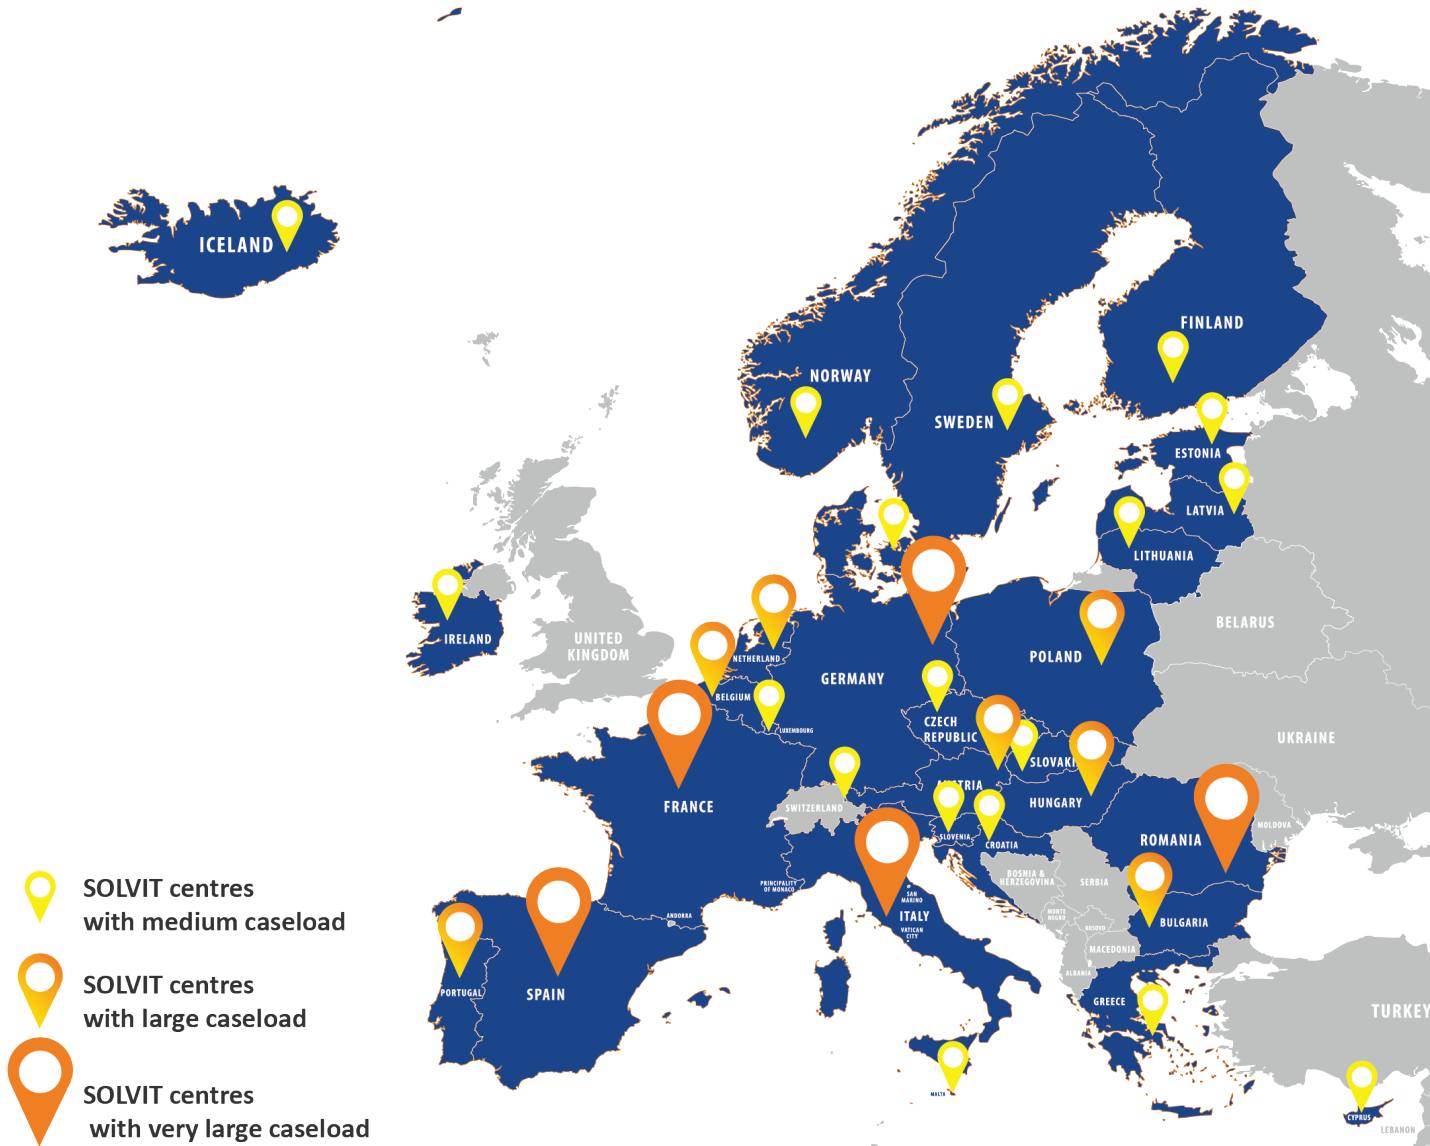 ICELAND
FINLAND
NORWAY
SWEDEN
ESTONIA
LATVIA
LITHUANIA
IRELAND
UNITED
KINGDOM
BELARUS
NETHERLAND
POLAND
GERMANY
BELGIUM
LUXEMBOURG
CZECH
REPUBLIC
UKRAINE
SLOVAKI
AUSTRIA
HUNGARY
FRANCE
SWITZERLAND
SLOVENIA
CROATIA
ROMANIA
MOLDOVA
BOSNIA &
HERZEGOVINA
SERBIA
PRINCIPALITY
OF MONACO
SAN
MARINO
ANDORRA
ITALY
VATICAN
CITY
MONTE
NEGRO
KOSOVO
BULGARIA
MACEDONIA
ALBANIA
PORTUGAL
SPAIN
GREECE
TURKEY
MALTA
CYPRUS
LEBANON
SOLVIT centres
with medium caseload
SOLVIT centres
with large caseload
SOLVIT centres
with very large caseload